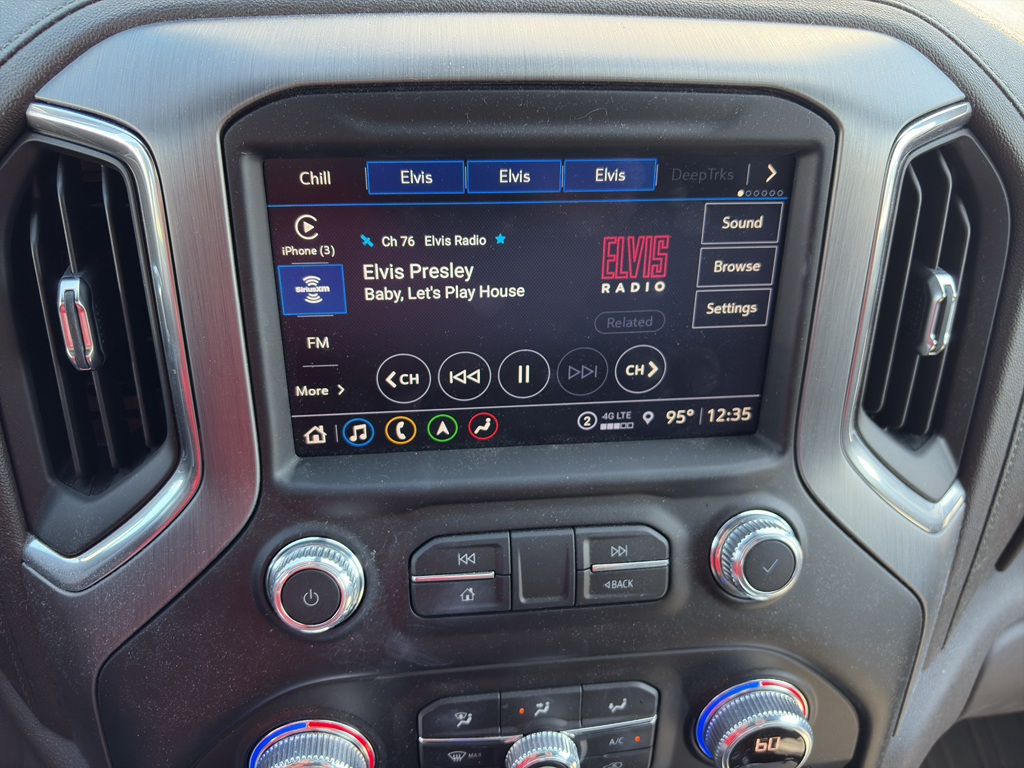 Chill Elvis Elvis Elvis DeepTrks
Sound
iPhone (3)
Ch 76 Elvis Radio
ELVIS
RADIO
Browse
SiriusXM
Elvis Presley
Baby, Let's Play House
Settings
Related
FM
More
CH
CH
2 4G LTE 95° 12:35
BACK
MAX
A/C
60